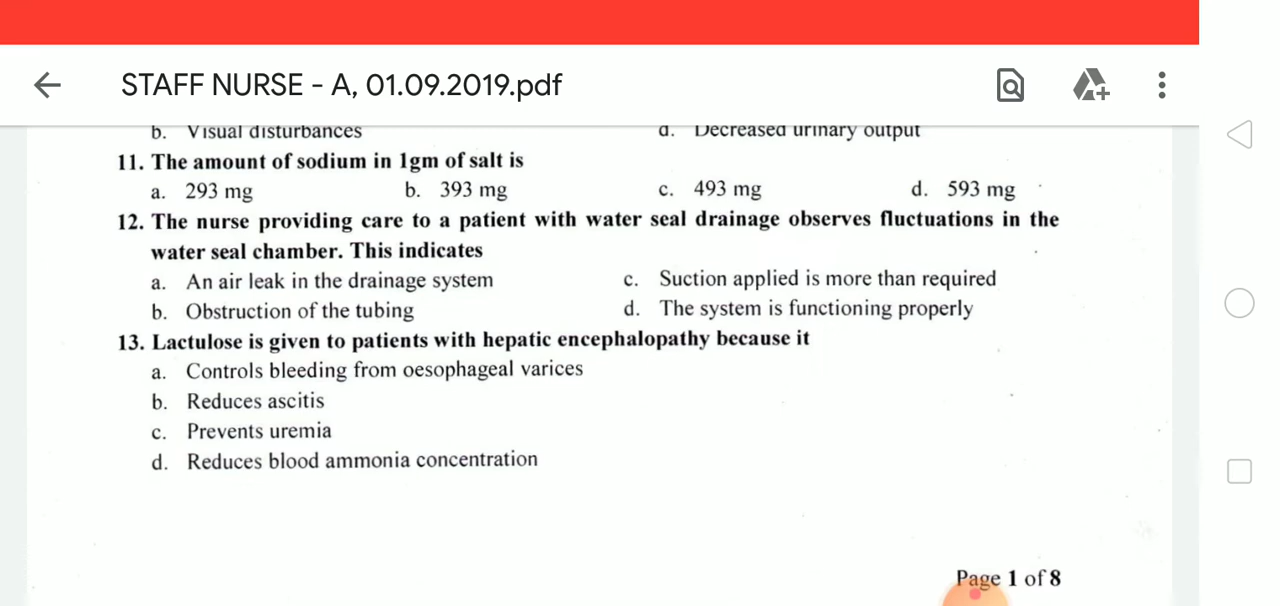 STAFF NURSE - A, 01.09.2019.pdf
b. Visual disturbances d. Decreased urinary output
11. The amount of sodium in 1gm of salt is
a. 293 mg b. 393 mg c. 493 mg d. 593 mg
12. The nurse providing care to a patient with water seal drainage observes fluctuations in the
water seal chamber. This indicates
a. An air leak in the drainage system c. Suction applied is more than required
b. Obstruction of the tubing d. The system is functioning properly
13. Lactulose is given to patients with hepatic encephalopathy because it
a. Controls bleeding from oesophageal varices
b. Reduces ascitis
c. Prevents uremia
d. Reduces blood ammonia concentration
Page 1 of 8